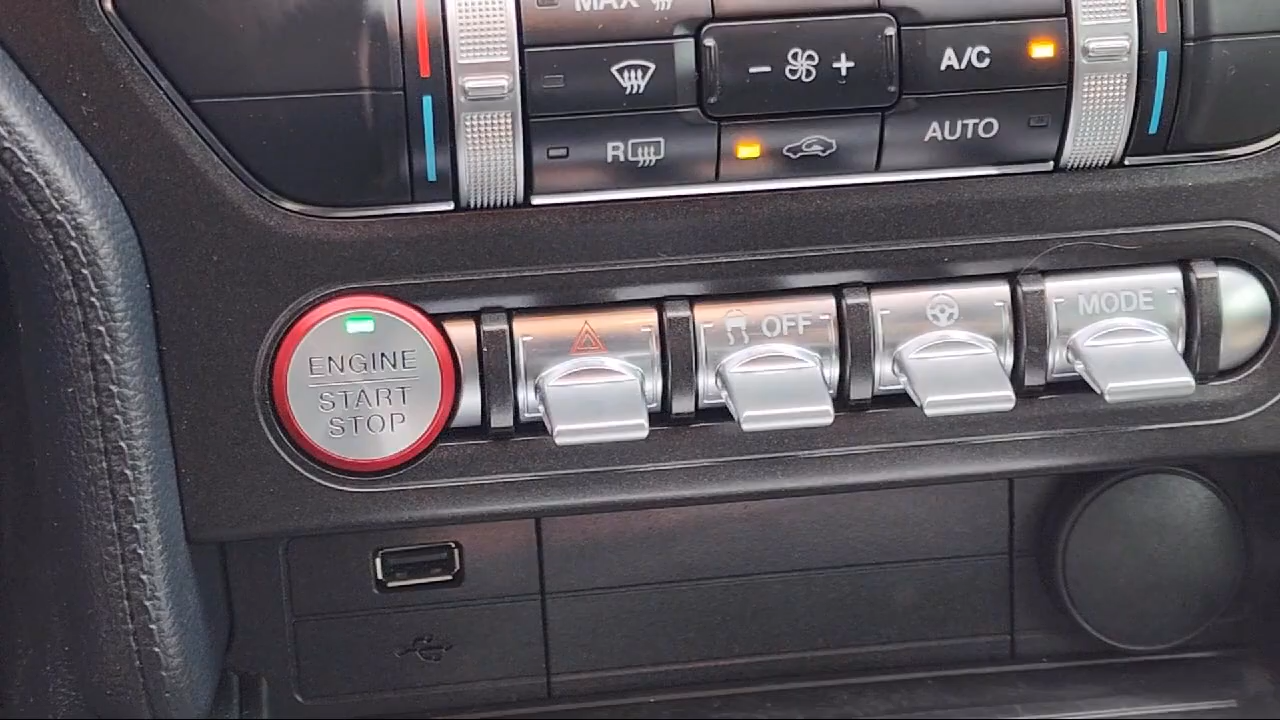 MAX
− +
A/C
R
AUTO
ENGINE
START
STOP
OFF
MODE